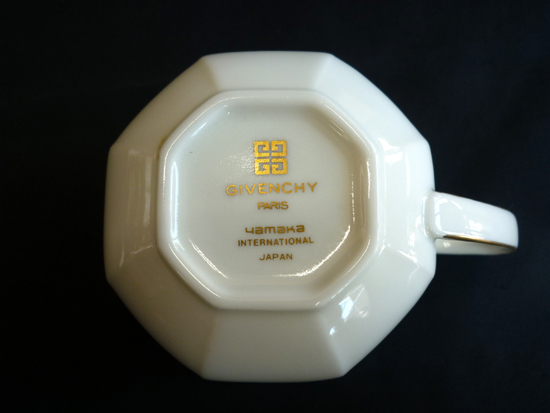 GIVENCHY
PARIS
yamaka
INTERNATIONAL
JAPAN